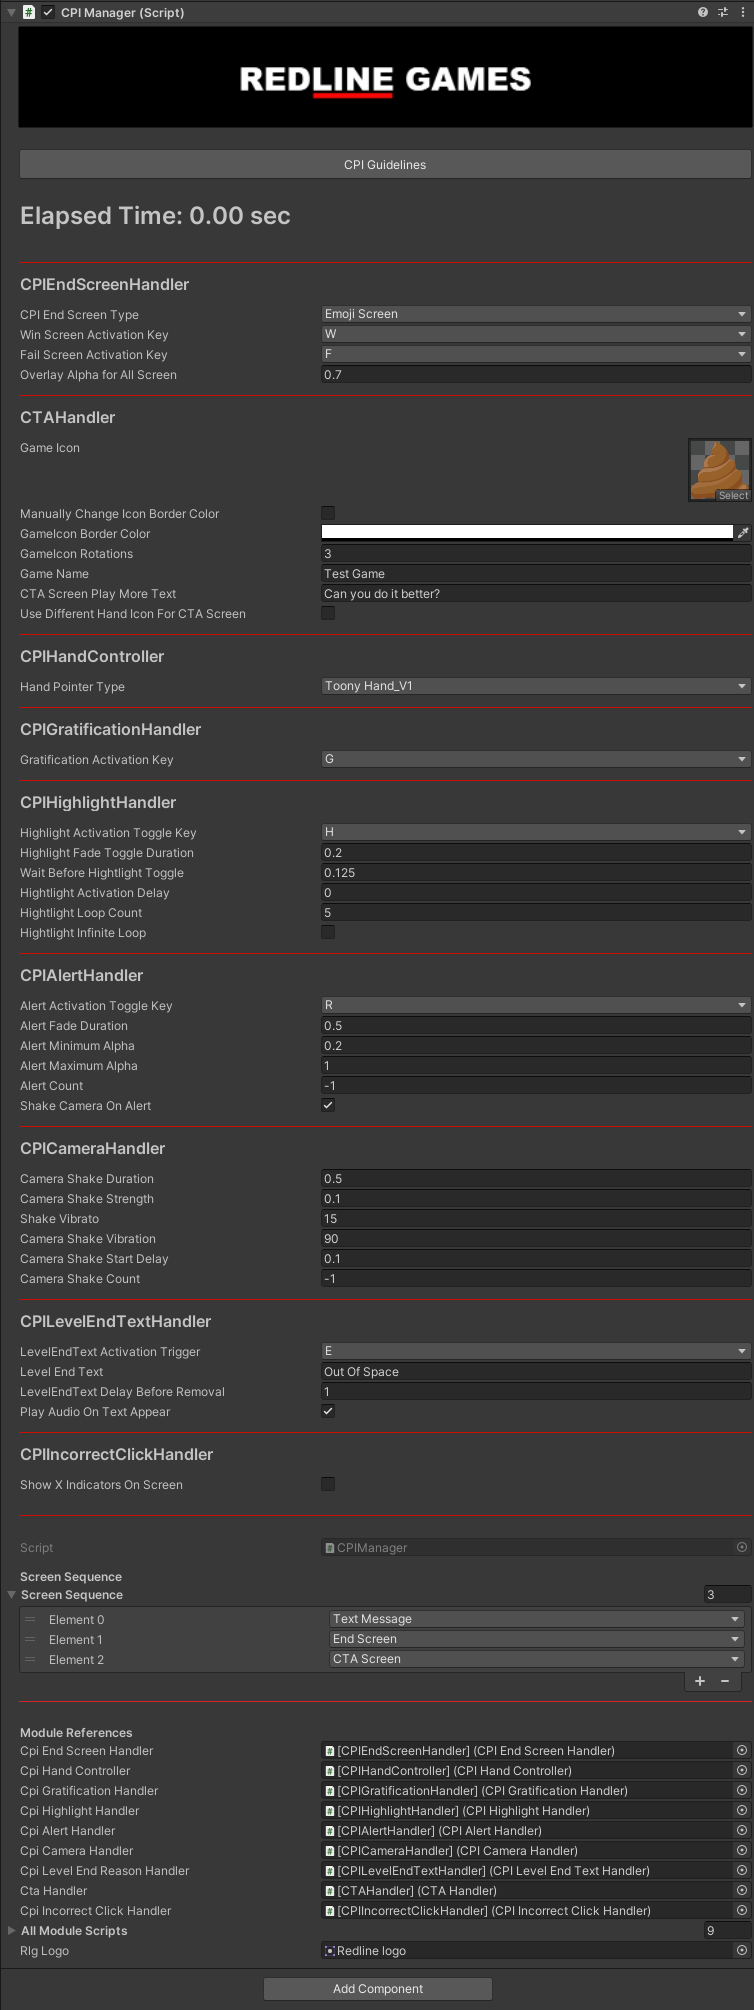 CPI Manager (Script)
REDLINE GAMES
CPI Guidelines
Elapsed Time: 0.00 sec
CPIEndScreenHandler
CPI End Screen Type Emoji Screen
Win Screen Activation Key W
Fail Screen Activation Key F
Overlay Alpha for All Screen 0.7
CTAHandler
Game Icon
Select
Manually Change Icon Border Color
GameIcon Border Color
GameIcon Rotations 3
Game Name Test Game
CTA Screen Play More Text Can you do it better?
Use Different Hand Icon For CTA Screen
CPIHandController
Hand Pointer Type Toony Hand_V1
CPIGratificationHandler
Gratification Activation Key G
CPIHighlightHandler
Highlight Activation Toggle Key H
Highlight Fade Toggle Duration 0.2
Wait Before Hightlight Toggle 0.125
Hightlight Activation Delay 0
Hightlight Loop Count 5
Hightlight Infinite Loop
CPIAlertHandler
Alert Activation Toggle Key R
Alert Fade Duration 0.5
Alert Minimum Alpha 0.2
Alert Maximum Alpha 1
Alert Count -1
Shake Camera On Alert
CPICameraHandler
Camera Shake Duration 0.5
Camera Shake Strength 0.1
Shake Vibrato 15
Camera Shake Vibration 90
Camera Shake Start Delay 0.1
Camera Shake Count -1
CPILevelEndTextHandler
LevelEndText Activation Trigger E
Level End Text Out Of Space
LevelEndText Delay Before Removal 1
Play Audio On Text Appear
CPIIncorrectClickHandler
Show X Indicators On Screen
Script # CPIManager
Screen Sequence
Screen Sequence 3
Element 0 Text Message
Element 1 End Screen
Element 2 CTA Screen
+ −
Module References
Cpi End Screen Handler # [CPIEndScreenHandler] (CPI End Screen Handler)
Cpi Hand Controller # [CPIHandController] (CPI Hand Controller)
Cpi Gratification Handler # [CPIGratificationHandler] (CPI Gratification Handler)
Cpi Highlight Handler # [CPIHighlightHandler] (CPI Highlight Handler)
Cpi Alert Handler # [CPIAlertHandler] (CPI Alert Handler)
Cpi Camera Handler # [CPICameraHandler] (CPI Camera Handler)
Cpi Level End Reason Handler # [CPILevelEndTextHandler] (CPI Level End Text Handler)
Cta Handler # [CTAHandler] (CTA Handler)
Cpi Incorrect Click Handler # [CPIIncorrectClickHandler] (CPI Incorrect Click Handler)
All Module Scripts 9
Rlg Logo Redline logo
Add Component